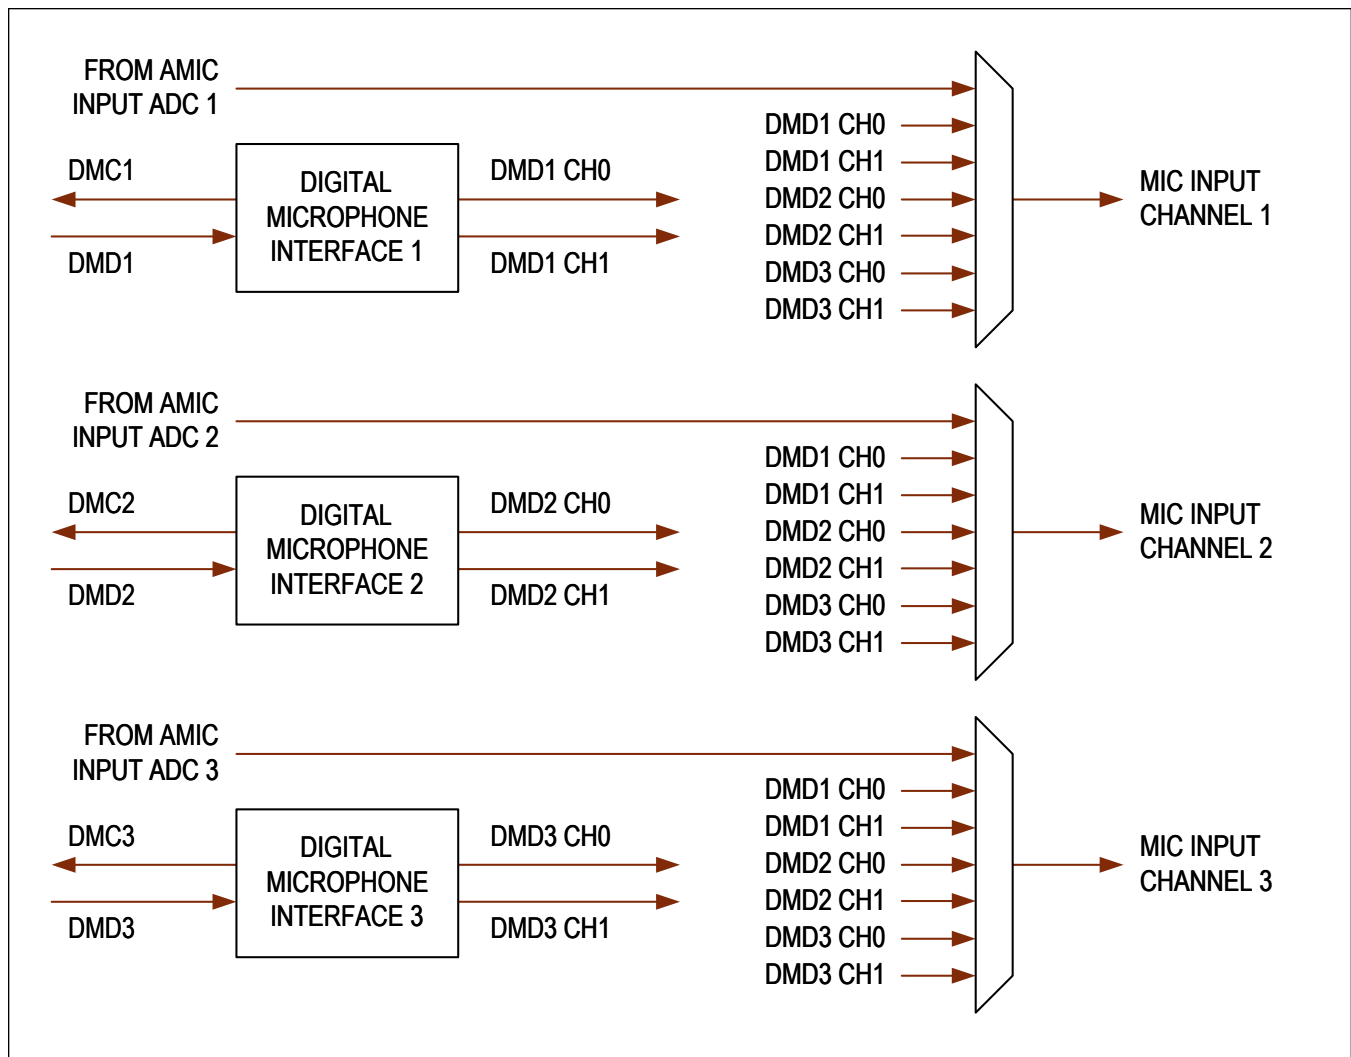 FROM AMIC
INPUT ADC 1
DMC1
DMD1
DIGITAL
MICROPHONE
INTERFACE 1
DMD1 CH0
DMD1 CH1
DMD1 CH0
DMD1 CH1
DMD2 CH0
DMD2 CH1
DMD3 CH0
DMD3 CH1
MIC INPUT
CHANNEL 1
FROM AMIC
INPUT ADC 2
DMC2
DMD2
DIGITAL
MICROPHONE
INTERFACE 2
DMD2 CH0
DMD2 CH1
DMD1 CH0
DMD1 CH1
DMD2 CH0
DMD2 CH1
DMD3 CH0
DMD3 CH1
MIC INPUT
CHANNEL 2
FROM AMIC
INPUT ADC 3
DMC3
DMD3
DIGITAL
MICROPHONE
INTERFACE 3
DMD3 CH0
DMD3 CH1
DMD1 CH0
DMD1 CH1
DMD2 CH0
DMD2 CH1
DMD3 CH0
DMD3 CH1
MIC INPUT
CHANNEL 3